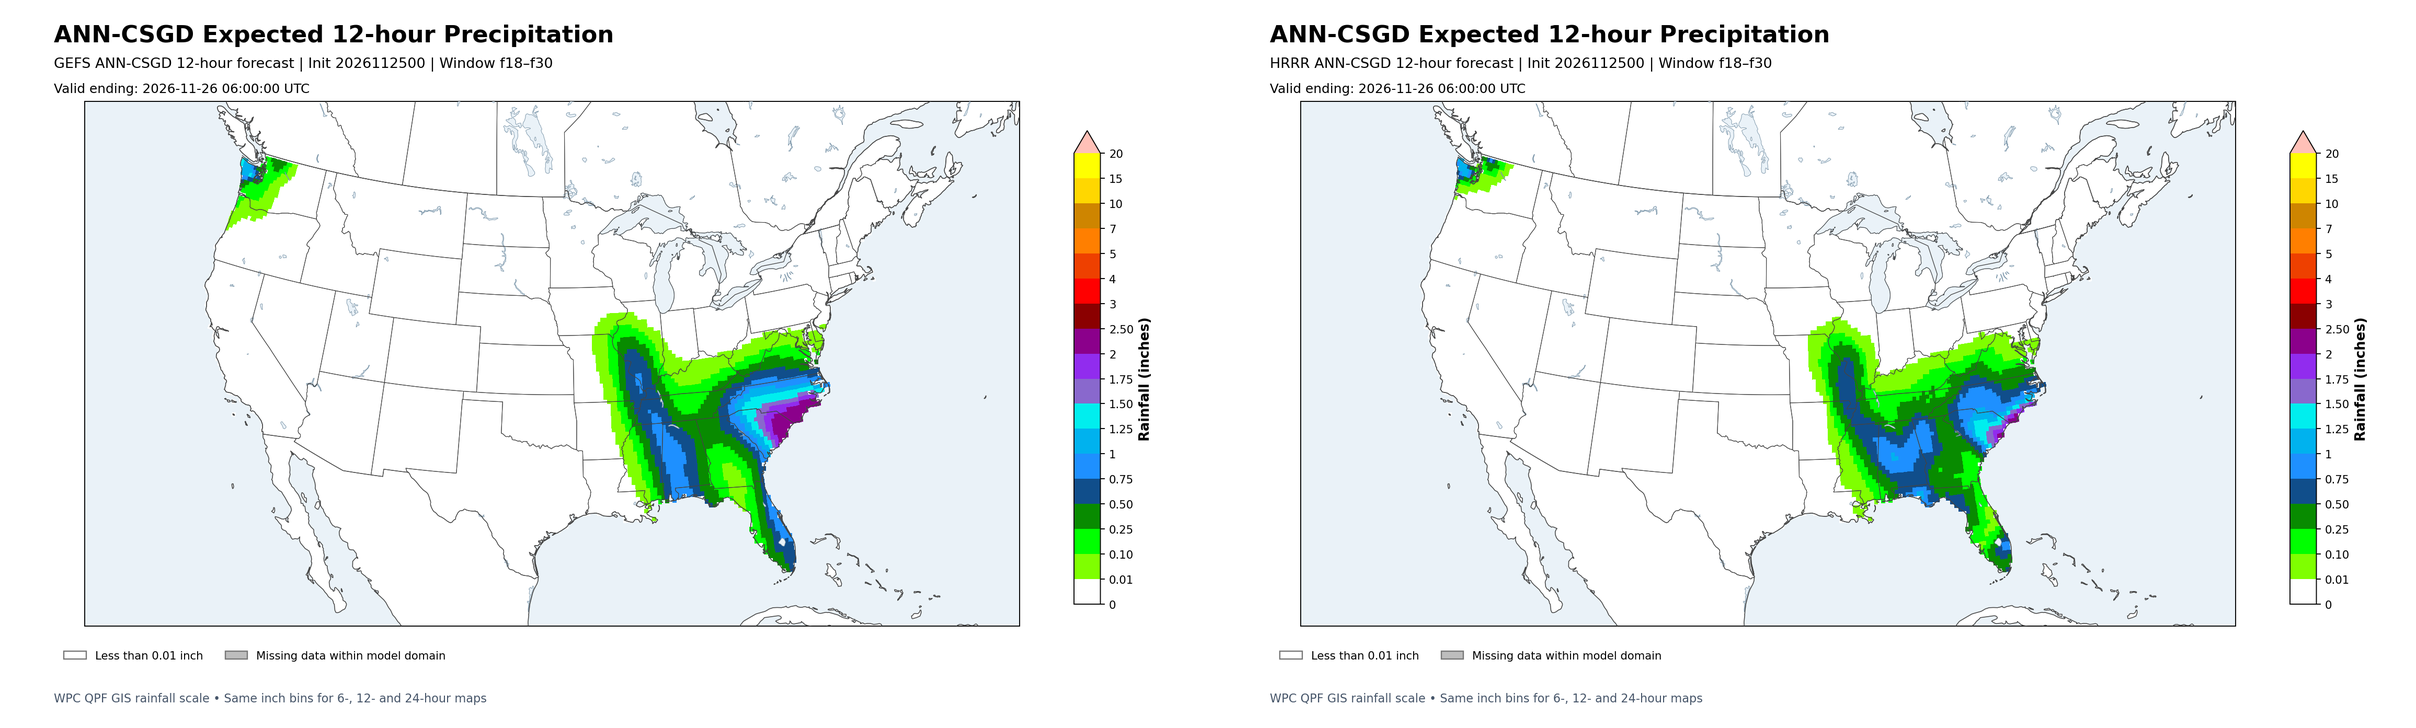 ANN-CSGD Expected 12-hour Precipitation
GEFS ANN-CSGD 12-hour forecast | Init 2026112500 | Window f18–f30
Valid ending: 2026-11-26 06:00:00 UTC
20
15
10
7
5
4
3
2.50
2
1.75
1.50
1.25
1
0.75
0.50
0.25
0.10
0.01
0
Rainfall (inches)
Less than 0.01 inch
Missing data within model domain
WPC QPF GIS rainfall scale • Same inch bins for 6-, 12- and 24-hour maps
ANN-CSGD Expected 12-hour Precipitation
HRRR ANN-CSGD 12-hour forecast | Init 2026112500 | Window f18–f30
Valid ending: 2026-11-26 06:00:00 UTC
20
15
10
7
5
4
3
2.50
2
1.75
1.50
1.25
1
0.75
0.50
0.25
0.10
0.01
0
Rainfall (inches)
Less than 0.01 inch
Missing data within model domain
WPC QPF GIS rainfall scale • Same inch bins for 6-, 12- and 24-hour maps